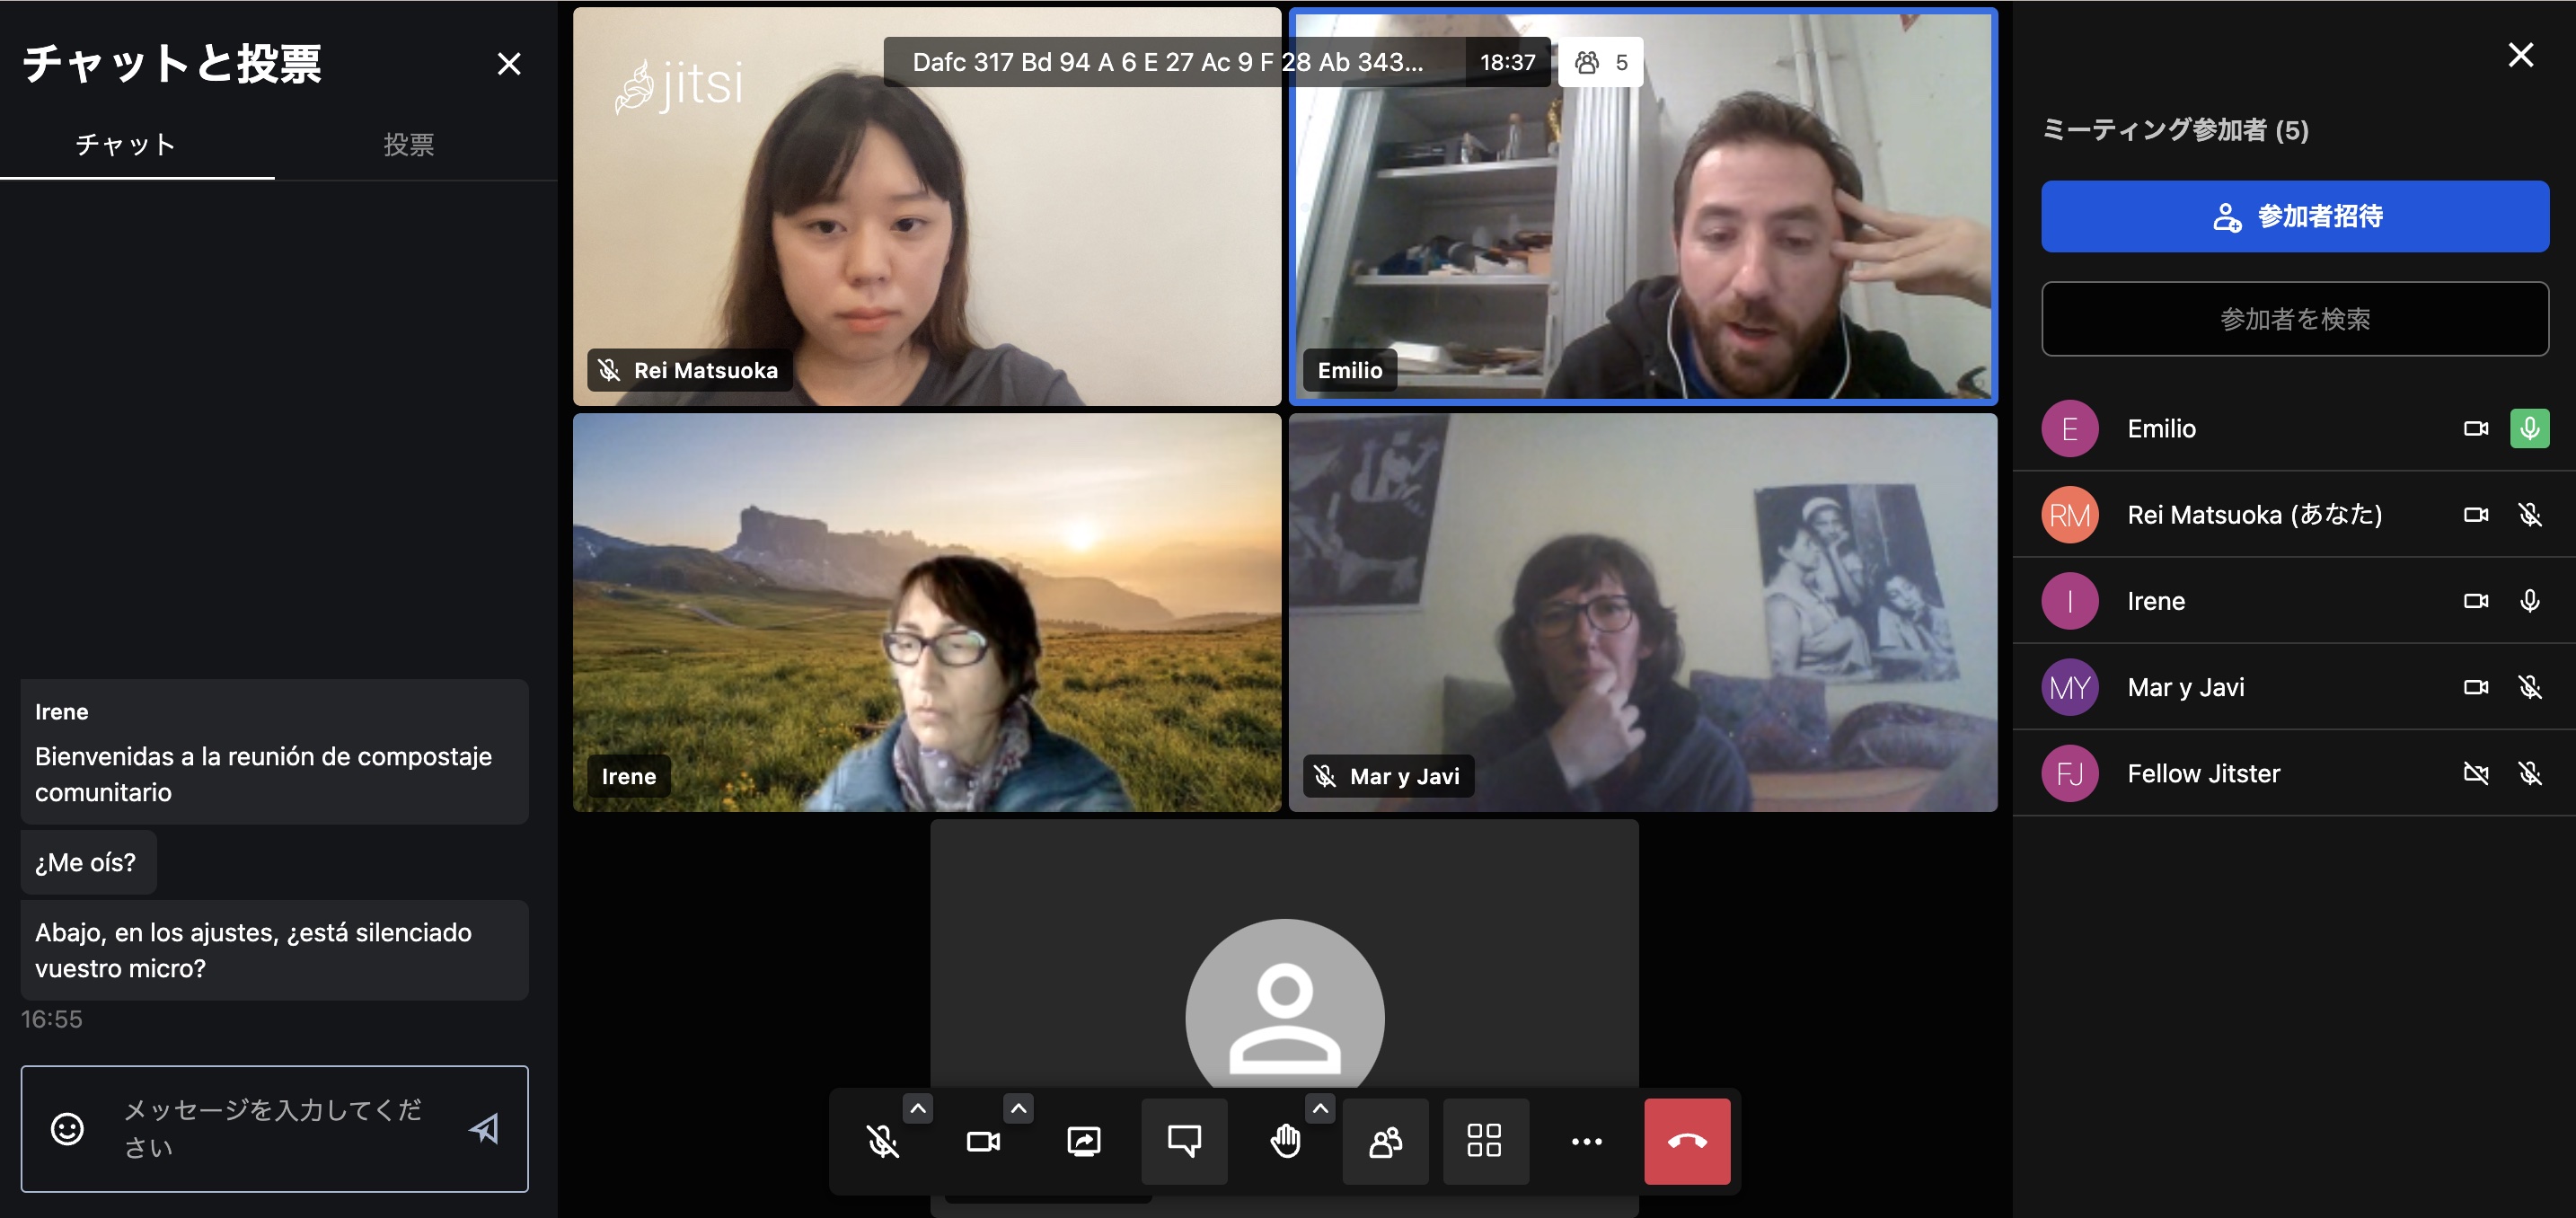 チャットと投票
チャット
投票
Irene
Bienvenidas a la reunión de compostaje
comunitario
¿Me oís?
Abajo, en los ajustes, ¿está silenciado
vuestro micro?
16:55
メッセージを入力してくだ
さい
jitsi
Dafc 317 Bd 94 A 6 E 27 Ac 9 F 28 Ab 343...
18:37
5
Rei Matsuoka
Emilio
Irene
Mar y Javi
ミーティング参加者 (5)
参加者招待
参加者を検索
E
Emilio
RM
Rei Matsuoka (あなた)
I
Irene
MY
Mar y Javi
FJ
Fellow Jitster